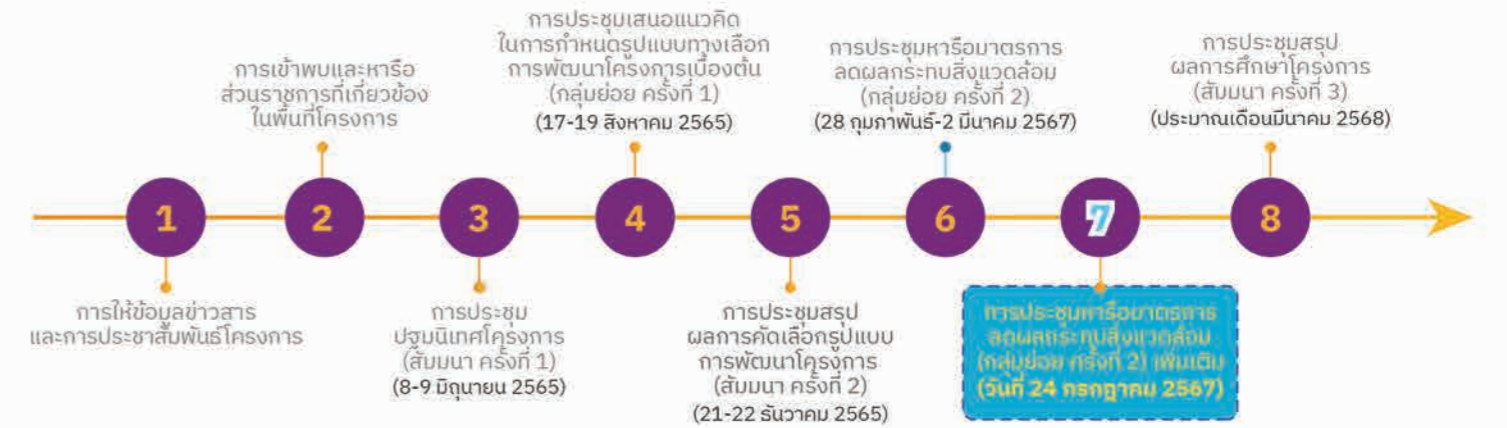 1
การให้ข้อมูลข่าวสาร
และการประชาสัมพันธ์โครงการ
2
การเข้าพบและหารือ
ส่วนราชการที่เกี่ยวข้อง
ในพื้นที่โครงการ
3
การประชุม
ปฐมนิเทศโครงการ
(สัมมนา ครั้งที่ 1)
(8-9 มิถุนายน 2565)
4
การประชุมเสนอแนวคิด
ในการกำหนดรูปแบบทางเลือก
การพัฒนาโครงการเบื้องต้น
(กลุ่มย่อย ครั้งที่ 1)
(17-19 สิงหาคม 2565)
5
การประชุมสรุป
ผลการคัดเลือกรูปแบบ
การพัฒนาโครงการ
(สัมมนา ครั้งที่ 2)
(21-22 ธันวาคม 2565)
6
การประชุมหารือมาตรการ
ลดผลกระทบสิ่งแวดล้อม
(กลุ่มย่อย ครั้งที่ 2)
(28 กุมภาพันธ์-2 มีนาคม 2567)
7
การประชุมหารือมาตรการ
ลดผลกระทบสิ่งแวดล้อม
(กลุ่มย่อย ครั้งที่ 2) เพิ่มเติม
(วันที่ 24 กรกฎาคม 2567)
8
การประชุมสรุป
ผลการศึกษาโครงการ
(สัมมนา ครั้งที่ 3)
(ประมาณเดือนมีนาคม 2568)